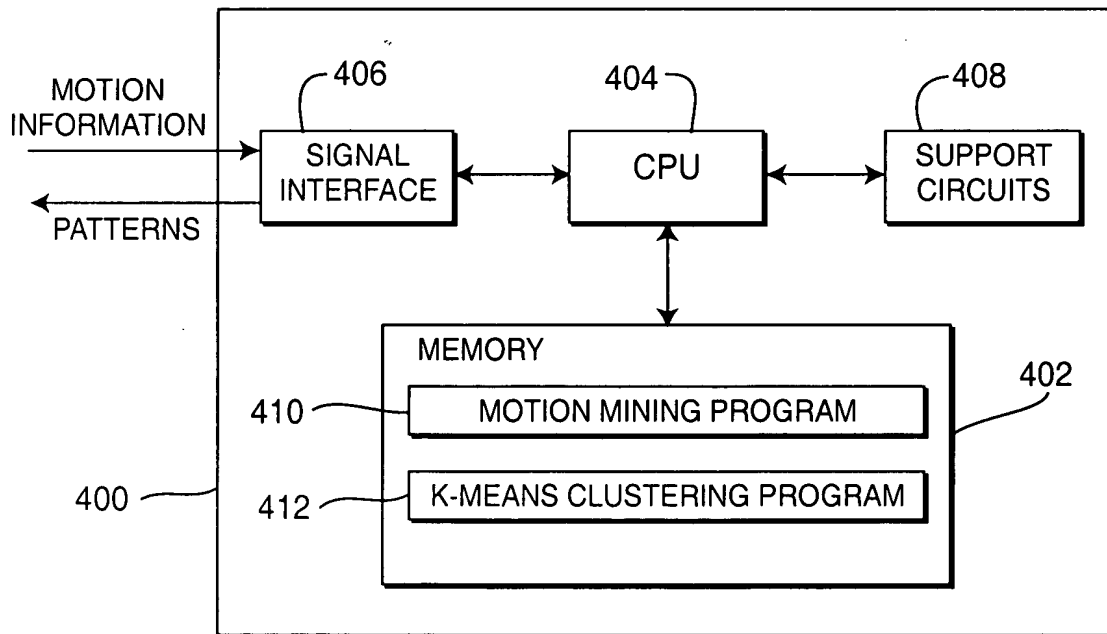 406
404
408
MOTION
INFORMATION
SIGNAL
INTERFACE
CPU
SUPPORT
CIRCUITS
PATTERNS
MEMORY
402
410
MOTION MINING PROGRAM
400
412
K-MEANS CLUSTERING PROGRAM